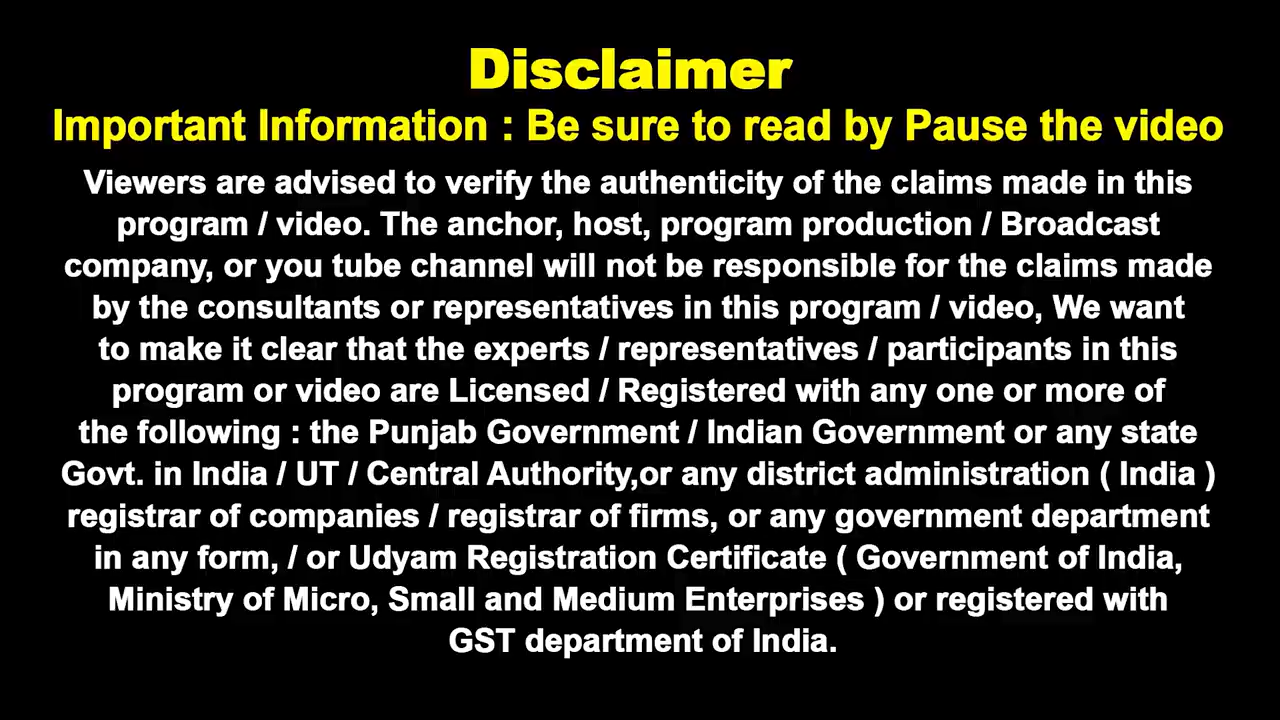 Disclaimer
Important Information : Be sure to read by Pause the video
Viewers are advised to verify the authenticity of the claims made in this
program / video. The anchor, host, program production / Broadcast
company, or you tube channel will not be responsible for the claims made
by the consultants or representatives in this program / video, We want
to make it clear that the experts / representatives / participants in this
program or video are Licensed / Registered with any one or more of
the following : the Punjab Government / Indian Government or any state
Govt. in India / UT / Central Authority,or any district administration ( India )
registrar of companies / registrar of firms, or any government department
in any form, / or Udyam Registration Certificate ( Government of India,
Ministry of Micro, Small and Medium Enterprises ) or registered with
GST department of India.